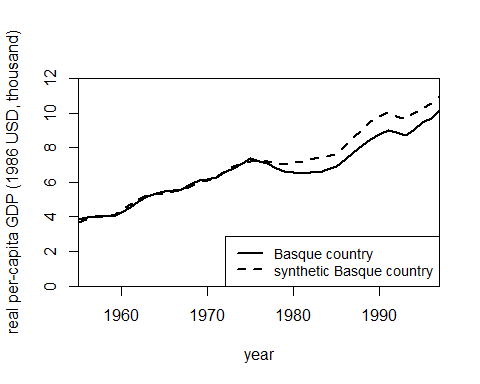 real per-capita GDP (1986 USD, thousand)
12
10
8
6
4
2
0
Basque country
synthetic Basque country
1960 1970 1980 1990
year